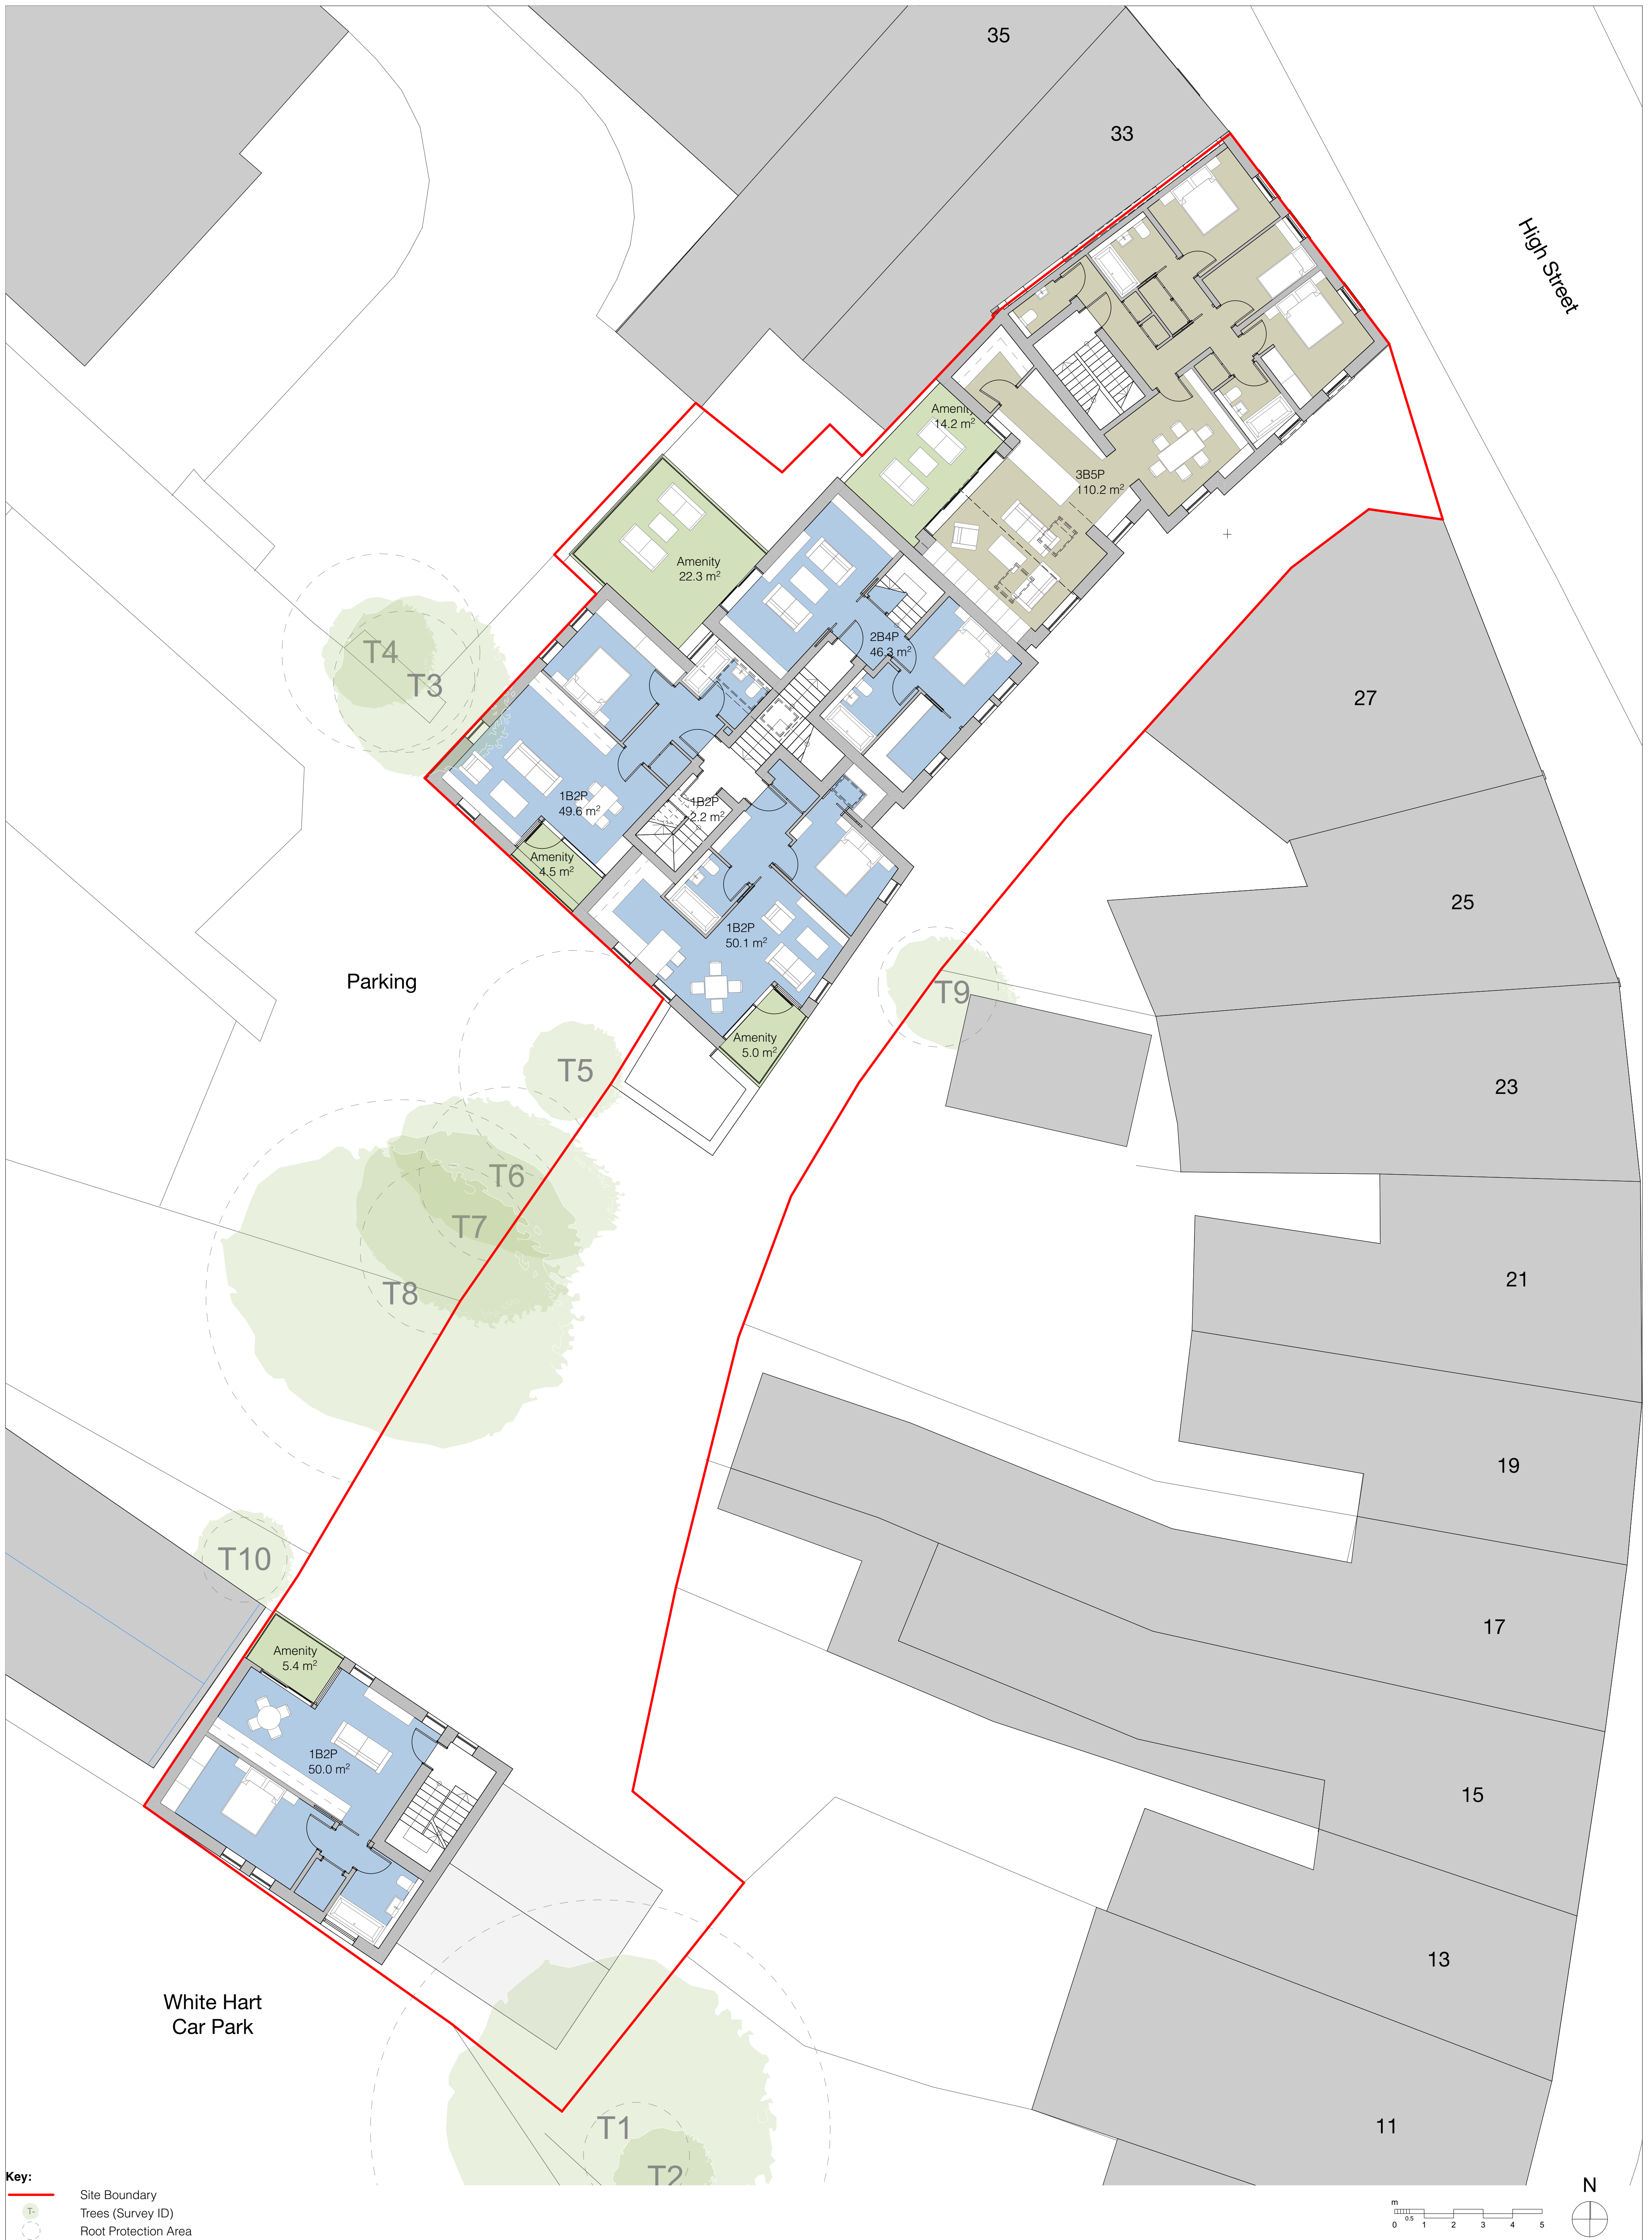 35
33
High Street
Amenity
14.2 m²
3B5P
110.2 m²
Amenity
22.3 m²
2B4P
46.3 m²
T4
T3
27
1B2P
49.6 m²
1B2P
2.2 m²
Amenity
4.5 m²
25
1B2P
50.1 m²
Parking
T9
Amenity
5.0 m²
T5
23
T6
T7
21
T8
19
T10
17
Amenity
5.4 m²
1B2P
50.0 m²
15
13
White Hart
Car Park
T1
11
T2
Key:
Site Boundary
T-
Trees (Survey ID)
Root Protection Area
m
0 0.5 1 2 3 4 5
N